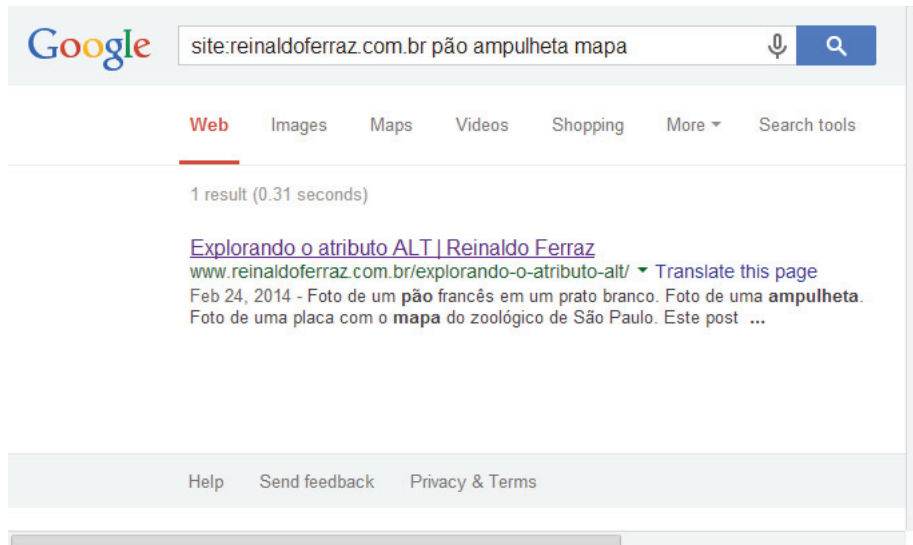 Google site:reinaldoferraz.com.br pão ampulheta mapa
Web Images Maps Videos Shopping More Search tools
1 result (0.31 seconds)
Explorando o atributo ALT | Reinaldo Ferraz
www.reinaldoferraz.com.br/explorando-o-atributo-alt/ Translate this page
Feb 24, 2014 - Foto de um pão francês em um prato branco. Foto de uma ampulheta.
Foto de uma placa com o mapa do zoológico de São Paulo. Este post ...
Help Send feedback Privacy & Terms